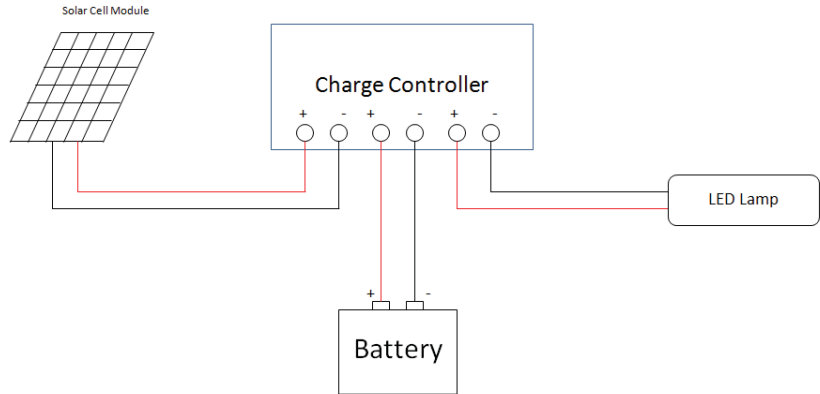 Solar Cell Module
Charge Controller
+ - + - + -
LED Lamp
+ -
Battery